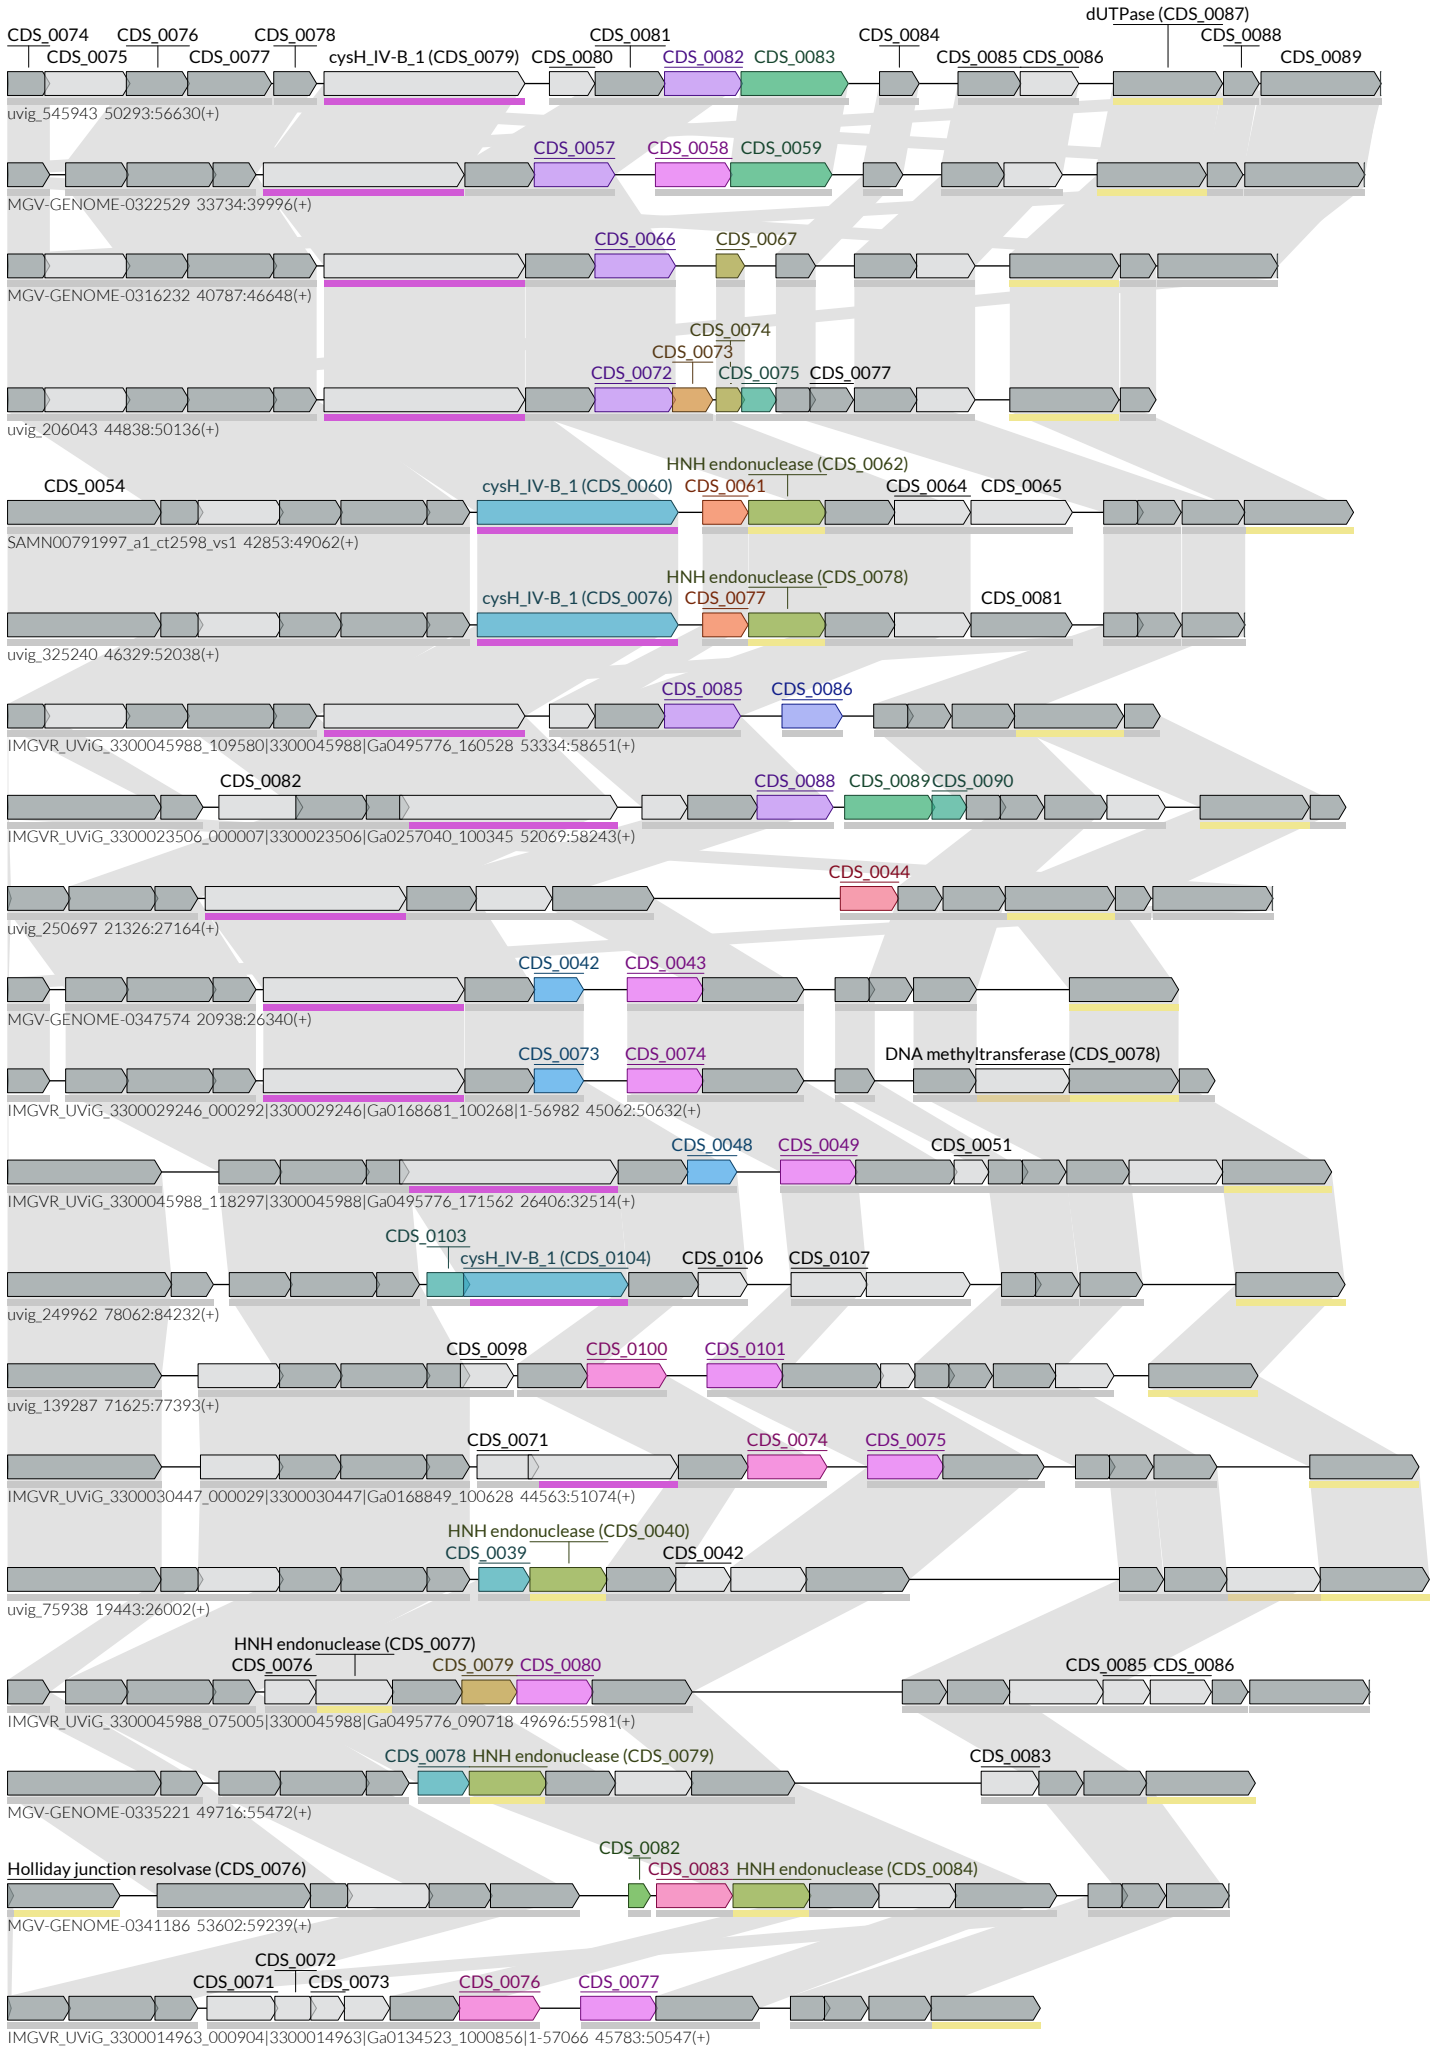 dUTPase (CDS_0087)
CDS_0074 CDS_0076 CDS_0078 CDS_0081 CDS_0084 CDS_0088
CDS_0075 CDS_0077 cysH_IV-B_1 (CDS_0079) CDS_0080 CDS_0082 CDS_0083 CDS_0085 CDS_0086 CDS_0089
uvig_545943 50293:56630(+)
CDS_0057 CDS_0058 CDS_0059
MGV-GENOME-0322529 33734:39996(+)
CDS_0066 CDS_0067
MGV-GENOME-0316232 40787:46648(+)
CDS_0074
CDS_0073
CDS_0072 CDS_0075 CDS_0077
uvig_206043 44838:50136(+)
HNH endonuclease (CDS_0062)
CDS_0054 cysH_IV-B_1 (CDS_0060) CDS_0061 CDS_0064 CDS_0065
SAMN00791997_a1_ct2598_vs1 42853:49062(+)
HNH endonuclease (CDS_0078)
cysH_IV-B_1 (CDS_0076) CDS_0077 CDS_0081
uvig_325240 46329:52038(+)
CDS_0085 CDS_0086
IMGVR_UViG_3300045988_109580|3300045988|Ga0495776_160528 53334:58651(+)
CDS_0082 CDS_0088 CDS_0089 CDS_0090
IMGVR_UViG_3300023506_000007|3300023506|Ga0257040_100345 52069:58243(+)
CDS_0044
uvig_250697 21326:27164(+)
CDS_0042 CDS_0043
MGV-GENOME-0347574 20938:26340(+)
CDS_0073 CDS_0074 DNA methyltransferase (CDS_0078)
IMGVR_UViG_3300029246_000292|3300029246|Ga0168681_100268|1-56982 45062:50632(+)
CDS_0048 CDS_0049 CDS_0051
IMGVR_UViG_3300045988_118297|3300045988|Ga0495776_171562 26406:32514(+)
CDS_0103
cysH_IV-B_1 (CDS_0104) CDS_0106 CDS_0107
uvig_249962 78062:84232(+)
CDS_0098 CDS_0100 CDS_0101
uvig_139287 71625:77393(+)
CDS_0071 CDS_0074 CDS_0075
IMGVR_UViG_3300030447_000029|3300030447|Ga0168849_100628 44563:51074(+)
HNH endonuclease (CDS_0040)
CDS_0039 CDS_0042
uvig_75938 19443:26002(+)
HNH endonuclease (CDS_0077)
CDS_0076 CDS_0079 CDS_0080 CDS_0085 CDS_0086
IMGVR_UViG_3300045988_075005|3300045988|Ga0495776_090718 49696:55981(+)
CDS_0078 HNH endonuclease (CDS_0079) CDS_0083
MGV-GENOME-0335221 49716:55472(+)
CDS_0082
Holliday junction resolvase (CDS_0076) CDS_0083 HNH endonuclease (CDS_0084)
MGV-GENOME-0341186 53602:59239(+)
CDS_0072
CDS_0071 CDS_0073 CDS_0076 CDS_0077
IMGVR_UViG_3300014963_000904|3300014963|Ga0134523_1000856|1-57066 45783:50547(+)